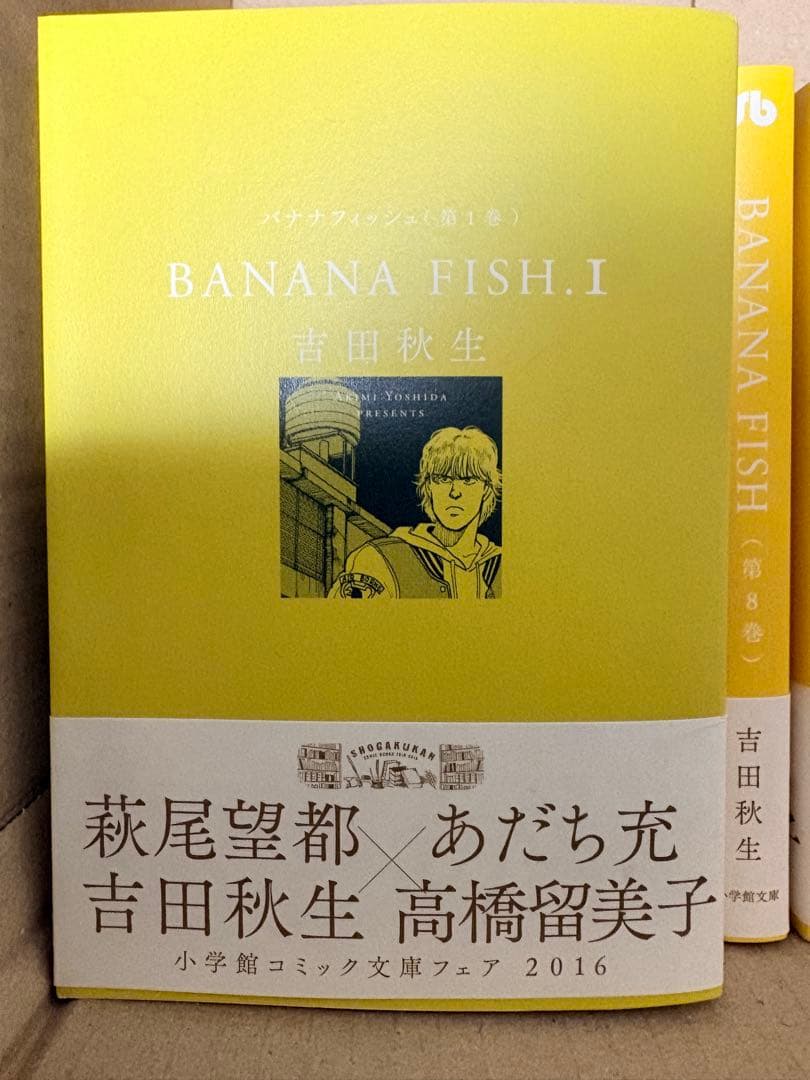 バナナフィッシュ(第1巻)
BANANA FISH.I
吉田秋生
AKIMI YOSHIDA
PRESENTS
SHOGAKUKAN
萩尾望都×あだち充
吉田秋生×高橋留美子
小学館コミック文庫フェア 2016
BANANA FISH(第8巻)
吉田秋生
小学館文庫